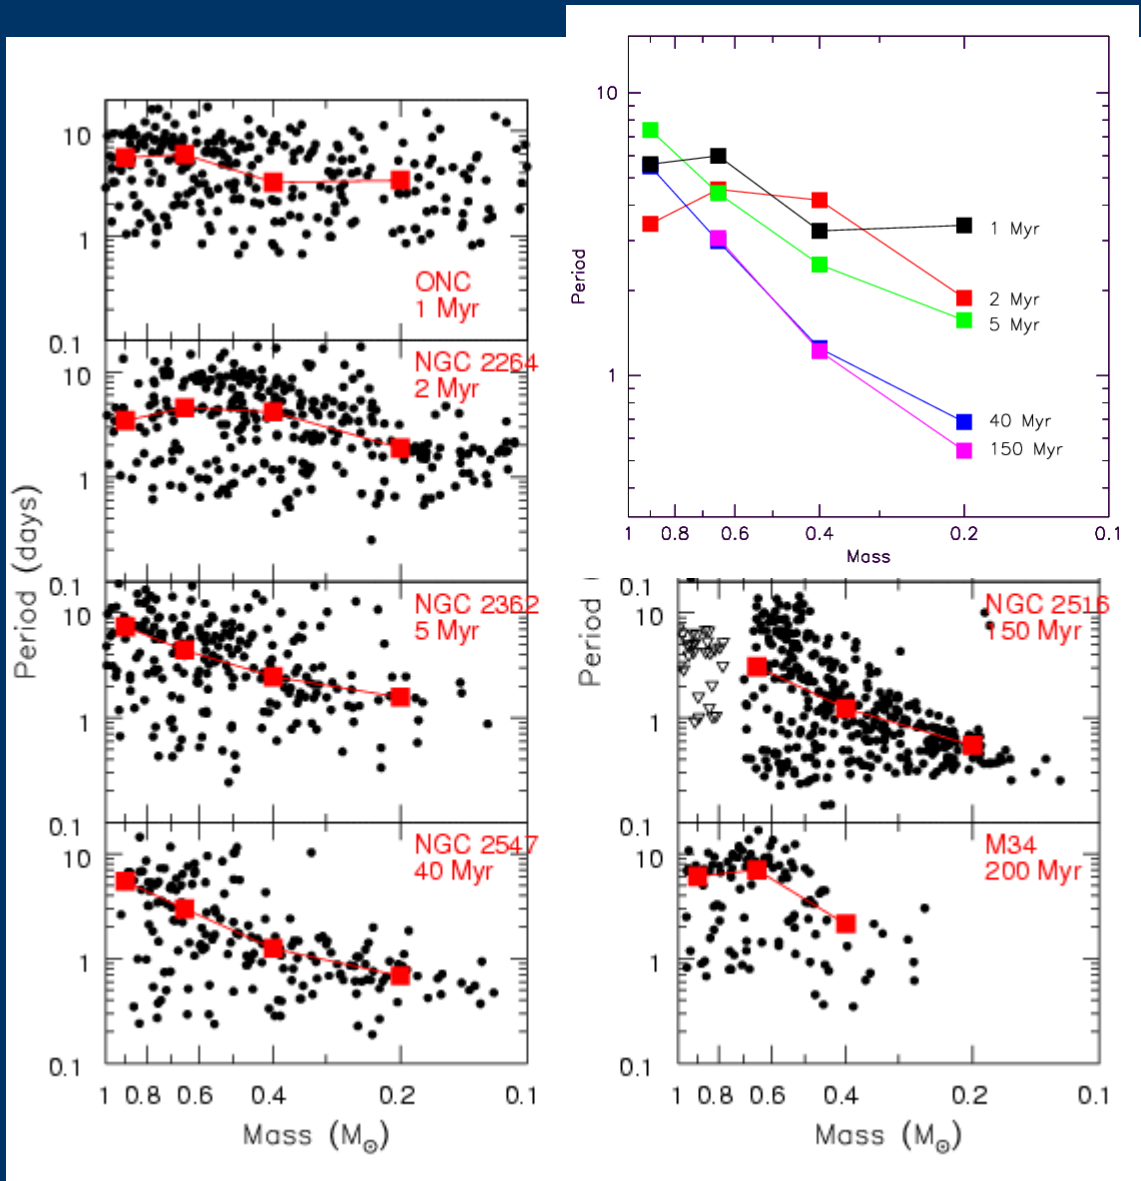 10
1
ONC
1 Myr
0.1
10
1
NGC 2264
2 Myr
Period (days)
0.1
10
1
NGC 2362
5 Myr
0.1
10
1
NGC 2547
40 Myr
0.1
1 0.8 0.6 0.4 0.2 0.1
Mass (M⊙)
10
1
Period
1 Myr
2 Myr
5 Myr
40 Myr
150 Myr
1 0.8 0.6 0.4 0.2 0.1
Mass
0.1
10
1
Period
NGC 2516
150 Myr
0.1
10
1
M34
200 Myr
0.1
1 0.8 0.6 0.4 0.2 0.1
Mass (M⊙)